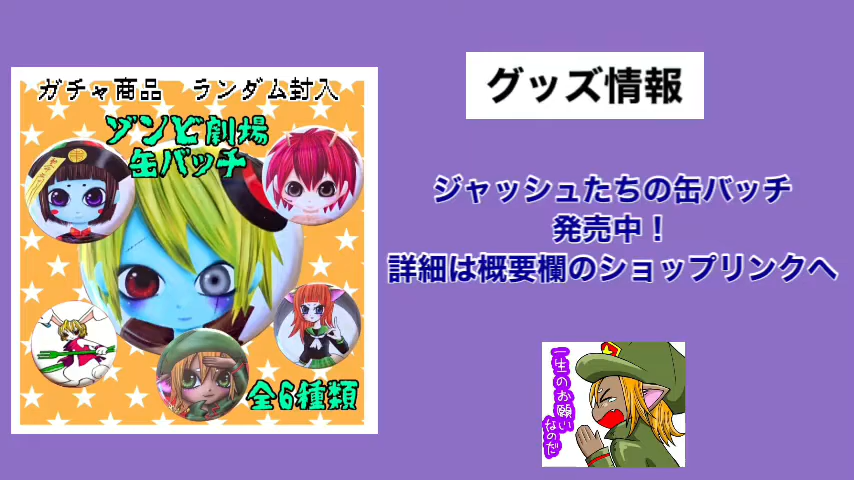 ガチャ商品 ランダム封入
ゾンビ劇場
缶バッチ
全6種類
グッズ情報
ジャッシュたちの缶バッチ
発売中！
詳細は概要欄のショップリンクへ
一生のお願い
なのだ